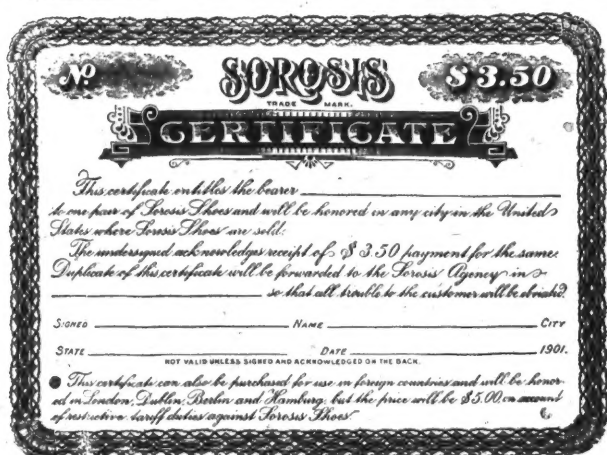 No
SOROSIS
$3.50
TRADE MARK.
CERTIFICATE
This certificate entitles the bearer
to one pair of Sorosis Shoes and will be honored in any city in the United
States where Sorosis Shoes are sold.
The undersigned acknowledges receipt of $3.50 payment for the same.
Duplicate of this certificate will be forwarded to the Sorosis Agency in
so that all trouble to the customer will be obviated.
SIGNED NAME CITY
STATE DATE 1901.
NOT VALID UNLESS SIGNED AND ACKNOWLEDGED ON THE BACK.
This certificate can also be purchased for use in foreign countries and will be honor-
ed in London, Dublin, Berlin and Hamburg, but the price will be $5.00, on account
of restrictive tariff duties against Sorosis Shoes.